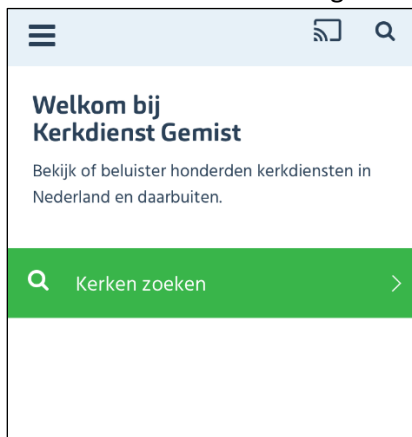 Welkom bij
Kerkdienst Gemist
Bekijk of beluister honderden kerkdiensten in
Nederland en daarbuiten.
Kerken zoeken